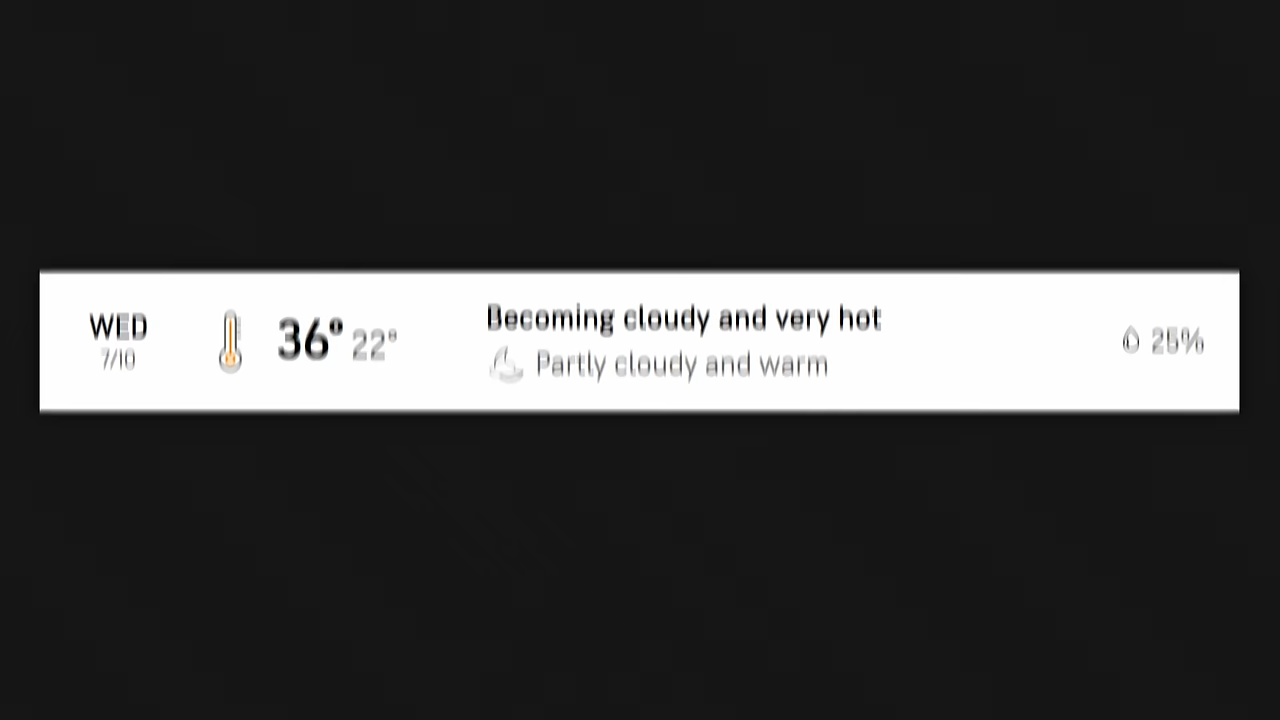 WED
7/10
36° 22°
Becoming cloudy and very hot
Partly cloudy and warm
25%